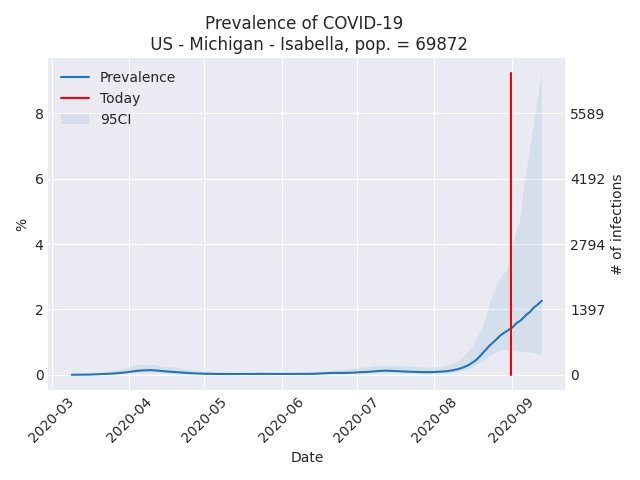 Prevalence of COVID-19
US - Michigan - Isabella, pop. = 69872
Prevalence
Today
95CI
8
6
4
2
0
%
5589
4192
2794
1397
0
# of infections
2020-03
2020-04
2020-05
2020-06
2020-07
2020-08
2020-09
Date